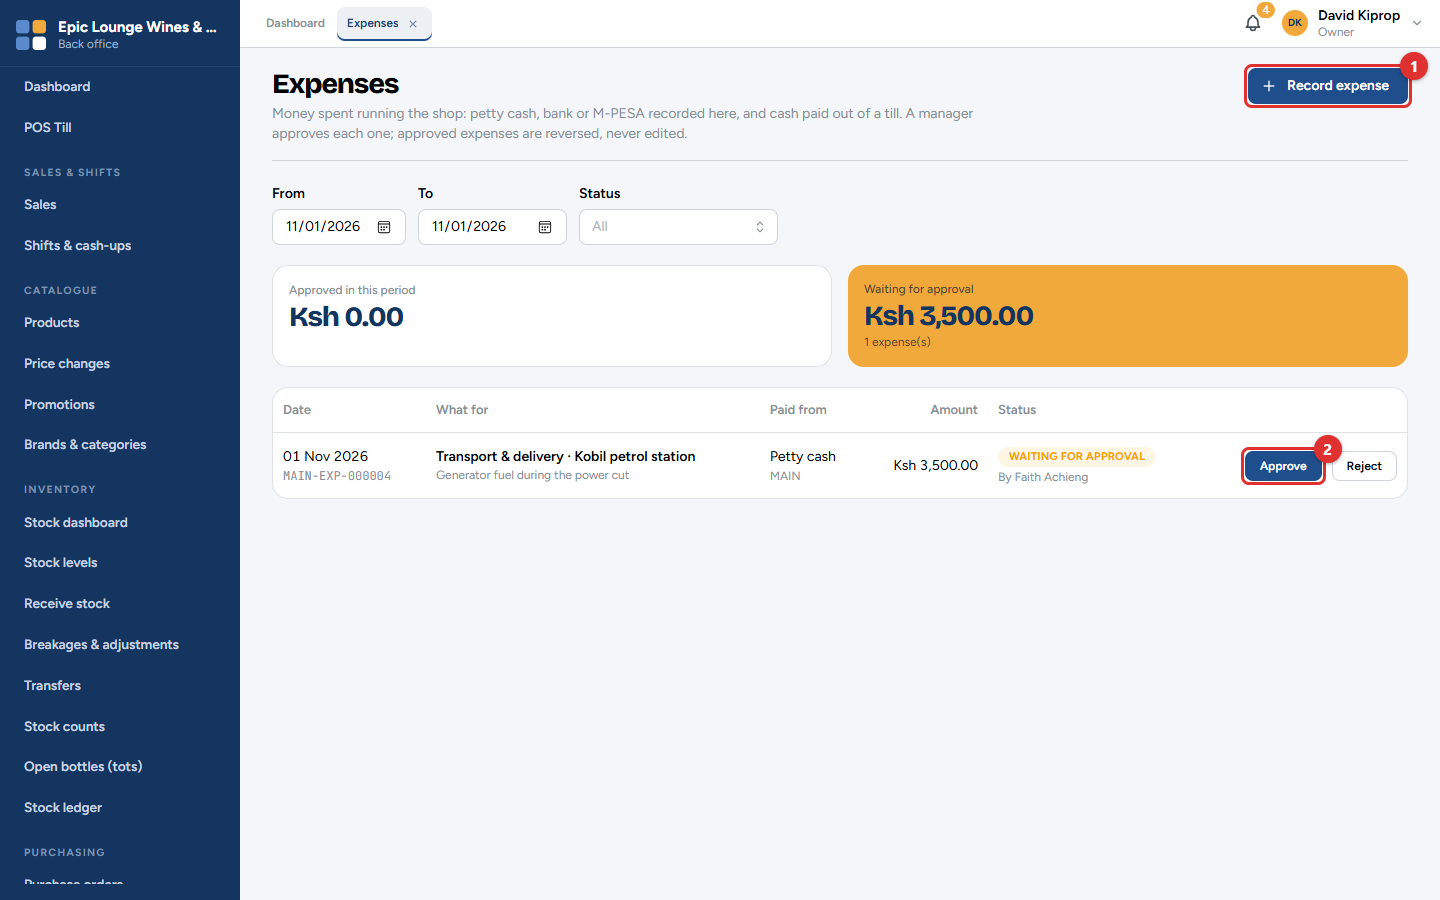 Epic Lounge Wines & ...
Back office
Dashboard
POS Till
SALES & SHIFTS
Sales
Shifts & cash-ups
CATALOGUE
Products
Price changes
Promotions
Brands & categories
INVENTORY
Stock dashboard
Stock levels
Receive stock
Breakages & adjustments
Transfers
Stock counts
Open bottles (tots)
Stock ledger
PURCHASING
Purchase orders
Dashboard
Expenses
4
DK
David Kiprop
Owner
Expenses
Money spent running the shop: petty cash, bank or M-PESA recorded here, and cash paid out of a till. A manager
approves each one; approved expenses are reversed, never edited.
Record expense
1
From
To
Status
11/01/2026
11/01/2026
All
Approved in this period
Ksh 0.00
Waiting for approval
Ksh 3,500.00
1 expense(s)
Date
What for
Paid from
Amount
Status
01 Nov 2026
MAIN-EXP-000004
Transport & delivery · Kobil petrol station
Generator fuel during the power cut
Petty cash
MAIN
Ksh 3,500.00
WAITING FOR APPROVAL
By Faith Achieng
Approve
2
Reject